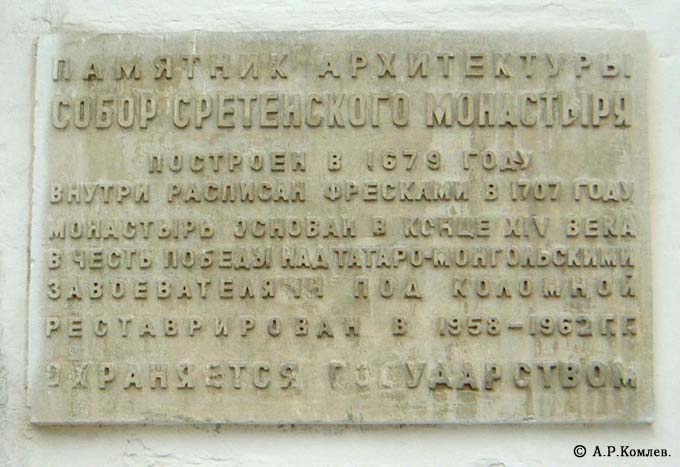 ПАМЯТНИК АРХИТЕКТУРЫ
СОБОР СРЕТЕНСКОГО МОНАСТЫРЯ
ПОСТРОЕН В 1679 ГОДУ
ВНУТРИ РАСПИСАН ФРЕСКАМИ В 1707 ГОДУ
МОНАСТЫРЬ ОСНОВАН В КОНЦЕ XIV ВЕКА
В ЧЕСТЬ ПОБЕДЫ НАД ТАТАРО-МОНГОЛЬСКИМИ
ЗАВОЕВАТЕЛЯМИ ПОД КОЛОМНОЙ
РЕСТАВРИРОВАН В 1958-1962 Г.Г.
ОХРАНЯЕТСЯ ГОСУДАРСТВОМ
© А.Р.Комлев.